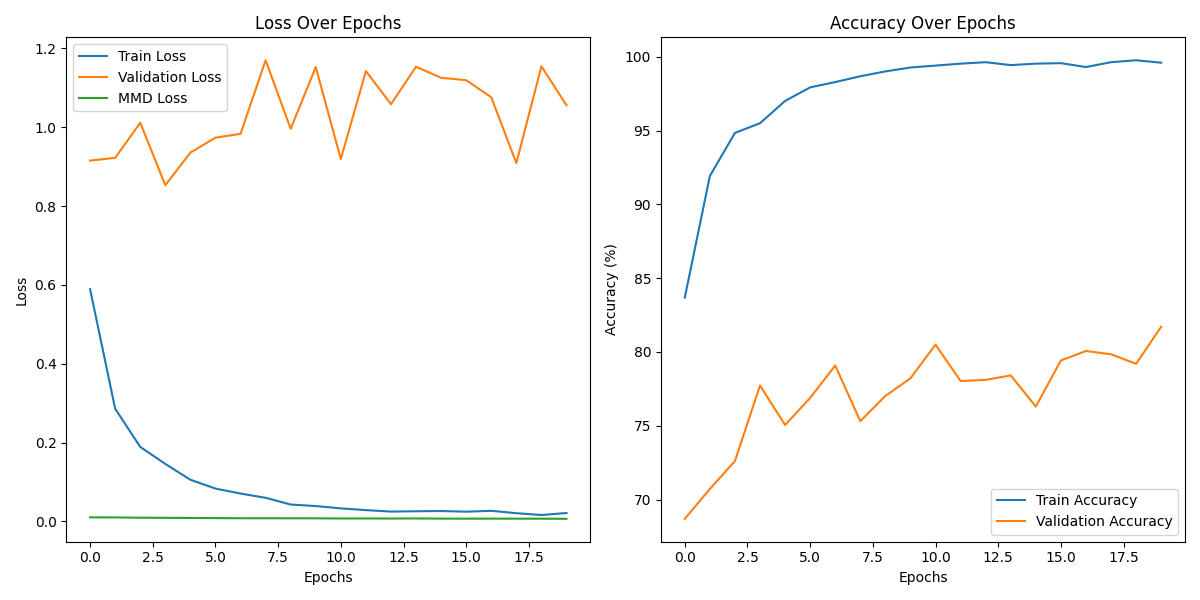 Loss Over Epochs
Train Loss
Validation Loss
MMD Loss
1.2
1.0
0.8
0.6
0.4
0.2
0.0
Loss
0.0 2.5 5.0 7.5 10.0 12.5 15.0 17.5
Epochs
Accuracy Over Epochs
100
95
90
85
80
75
70
Accuracy (%)
Train Accuracy
Validation Accuracy
0.0 2.5 5.0 7.5 10.0 12.5 15.0 17.5
Epochs